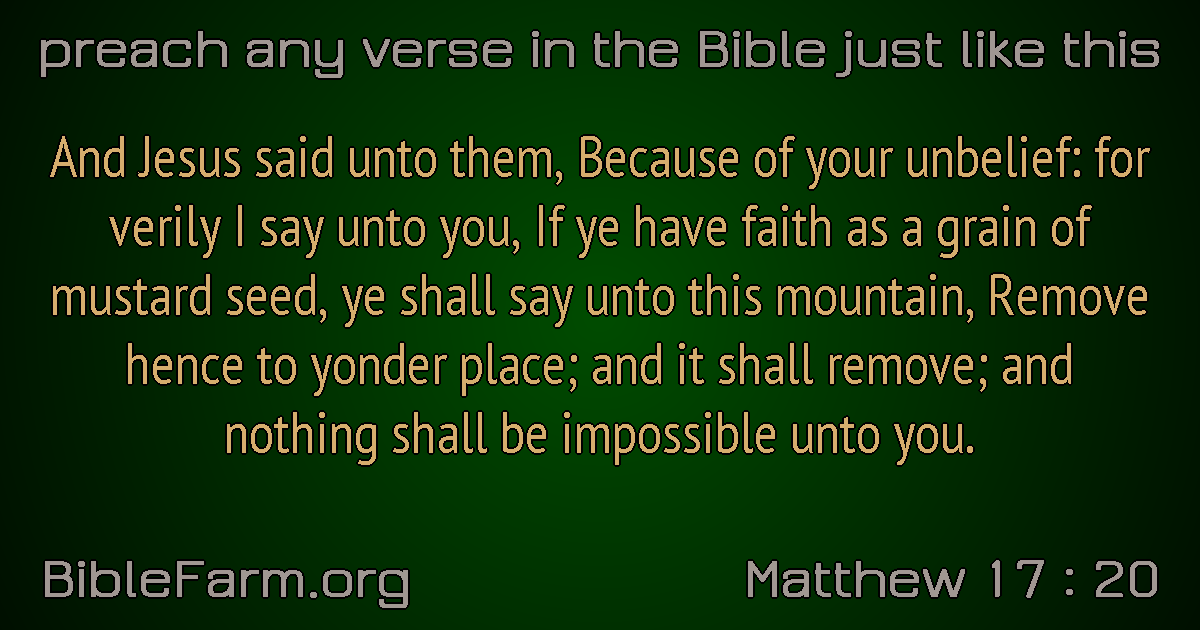 preach any verse in the Bible just like this
And Jesus said unto them, Because of your unbelief: for
verily I say unto you, If ye have faith as a grain of
mustard seed, ye shall say unto this mountain, Remove
hence to yonder place; and it shall remove; and
nothing shall be impossible unto you.
BibleFarm.org
Matthew 17 : 20